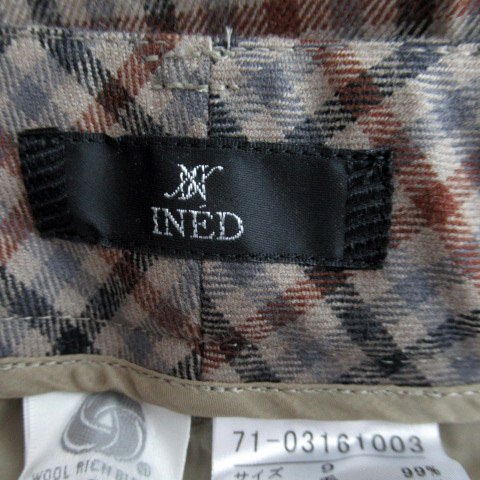 INED
WOOL RICH BL
71-03161003
サイズ 9
99%